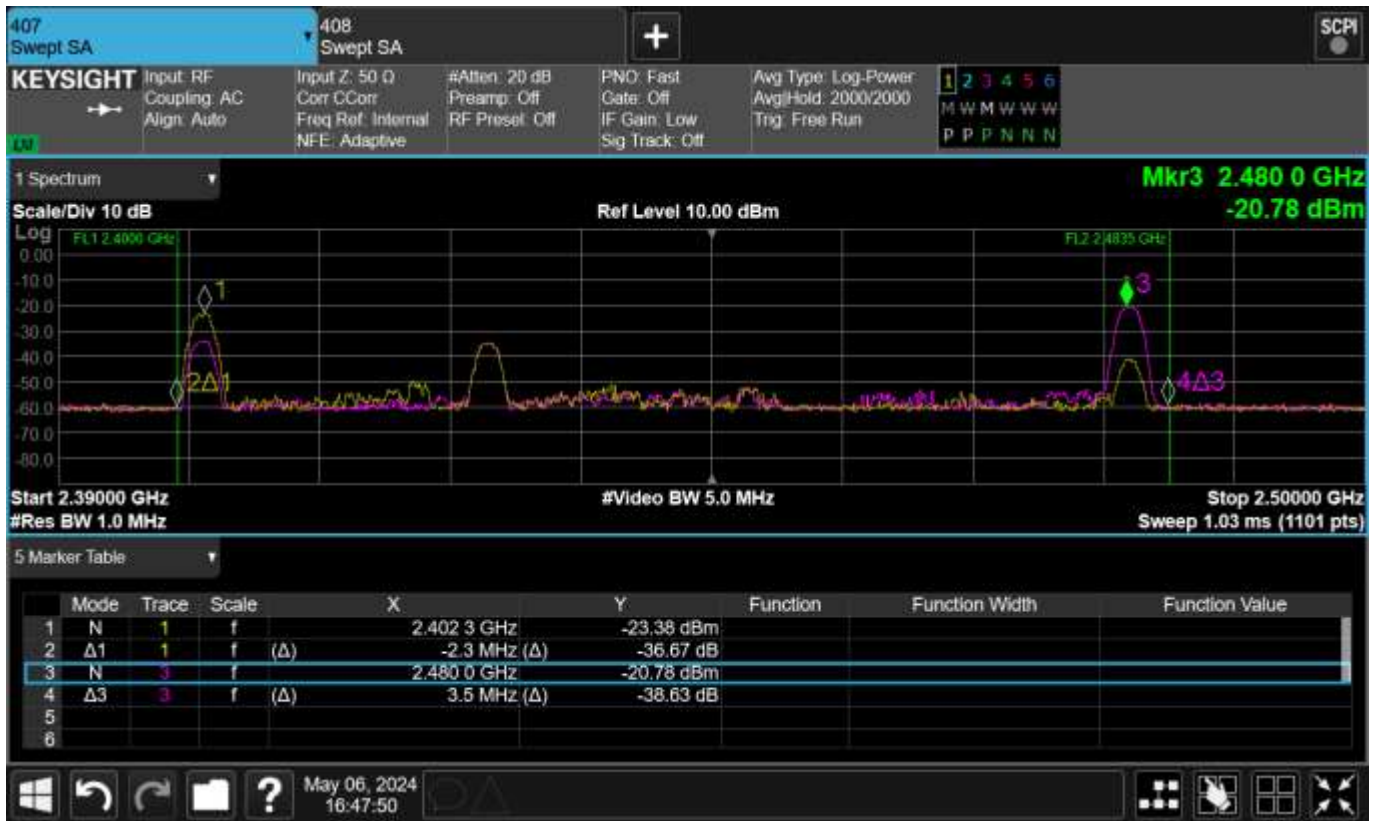 407
Swept SA
408
Swept SA
SCPI
KEYSIGHT
Input: RF
Coupling: AC
Align: Auto
Input Z: 50 Ω
Corr CCorr
Freq Ref: Internal
NFE: Adaptive
#Atten: 20 dB
Preamp: Off
RF Presel: Off
PNO: Fast
Gate: Off
IF Gain: Low
Sig Track: Off
Avg Type: Log-Power
Avg|Hold: 2000/2000
Trig: Free Run
1 2 3 4 5 6
M W M W W W
P P P N N N
1 Spectrum
Mkr3 2.480 0 GHz
Scale/Div 10 dB
Ref Level 10.00 dBm
-20.78 dBm
Log
FL1 2.4000 GHz
FL2 2.4835 GHz
0.00
-10.0
-20.0
-30.0
-40.0
-50.0
-60.0
-70.0
-80.0
1
2Δ1
3
4Δ3
Start 2.39000 GHz
#Video BW 5.0 MHz
Stop 2.50000 GHz
#Res BW 1.0 MHz
Sweep 1.03 ms (1101 pts)
5 Marker Table
Mode Trace Scale X Y Function Function Width Function Value
1 N 1 f 2.402 3 GHz -23.38 dBm
2 Δ1 1 f (Δ) -2.3 MHz (Δ) -36.67 dB
3 N 3 f 2.480 0 GHz -20.78 dBm
4 Δ3 3 f (Δ) 3.5 MHz (Δ) -38.63 dB
5
6
?
May 06, 2024
16:47:50